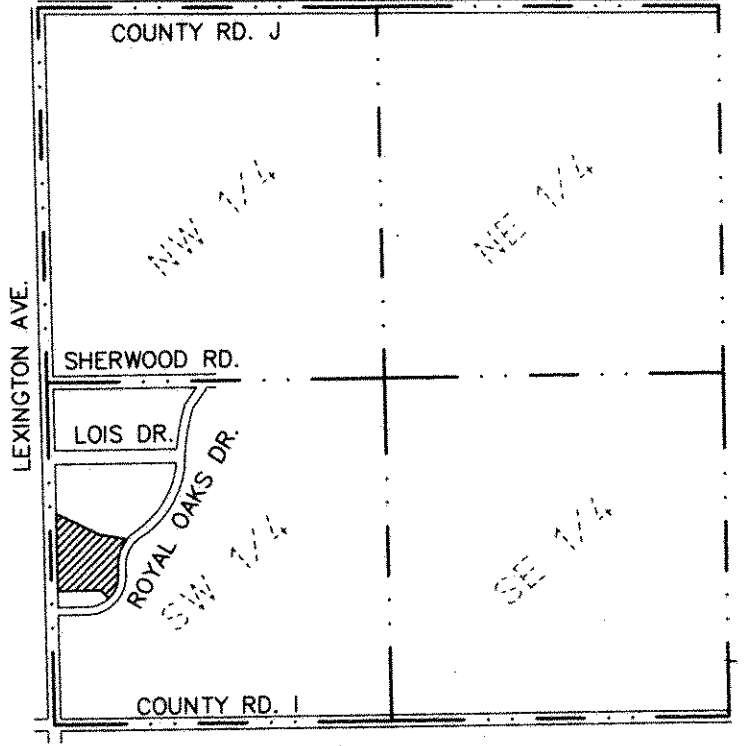 COUNTY RD. J
NW 1/4
NE 1/4
LEXINGTON AVE.
SHERWOOD RD.
LOIS DR.
ROYAL OAKS DR.
SW 1/4
SE 1/4
COUNTY RD. I